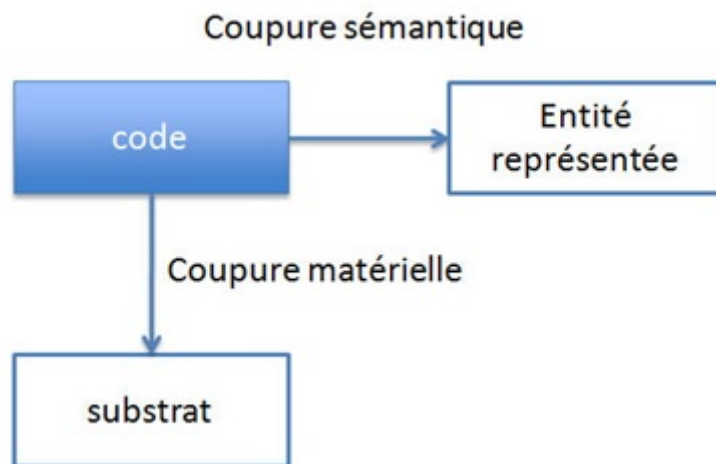 Coupure sémantique
code
Entité
représentée
Coupure matérielle
substrat